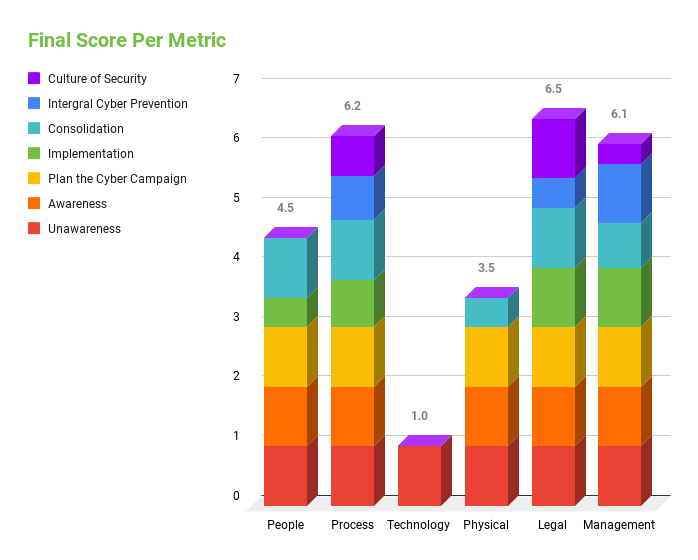 Final Score Per Metric
Culture of Security
Intergral Cyber Prevention
Consolidation
Implementation
Plan the Cyber Campaign
Awareness
Unawareness
7
6
5
4
3
2
1
0
4.5
6.2
1.0
3.5
6.5
6.1
People
Process
Technology
Physical
Legal
Management